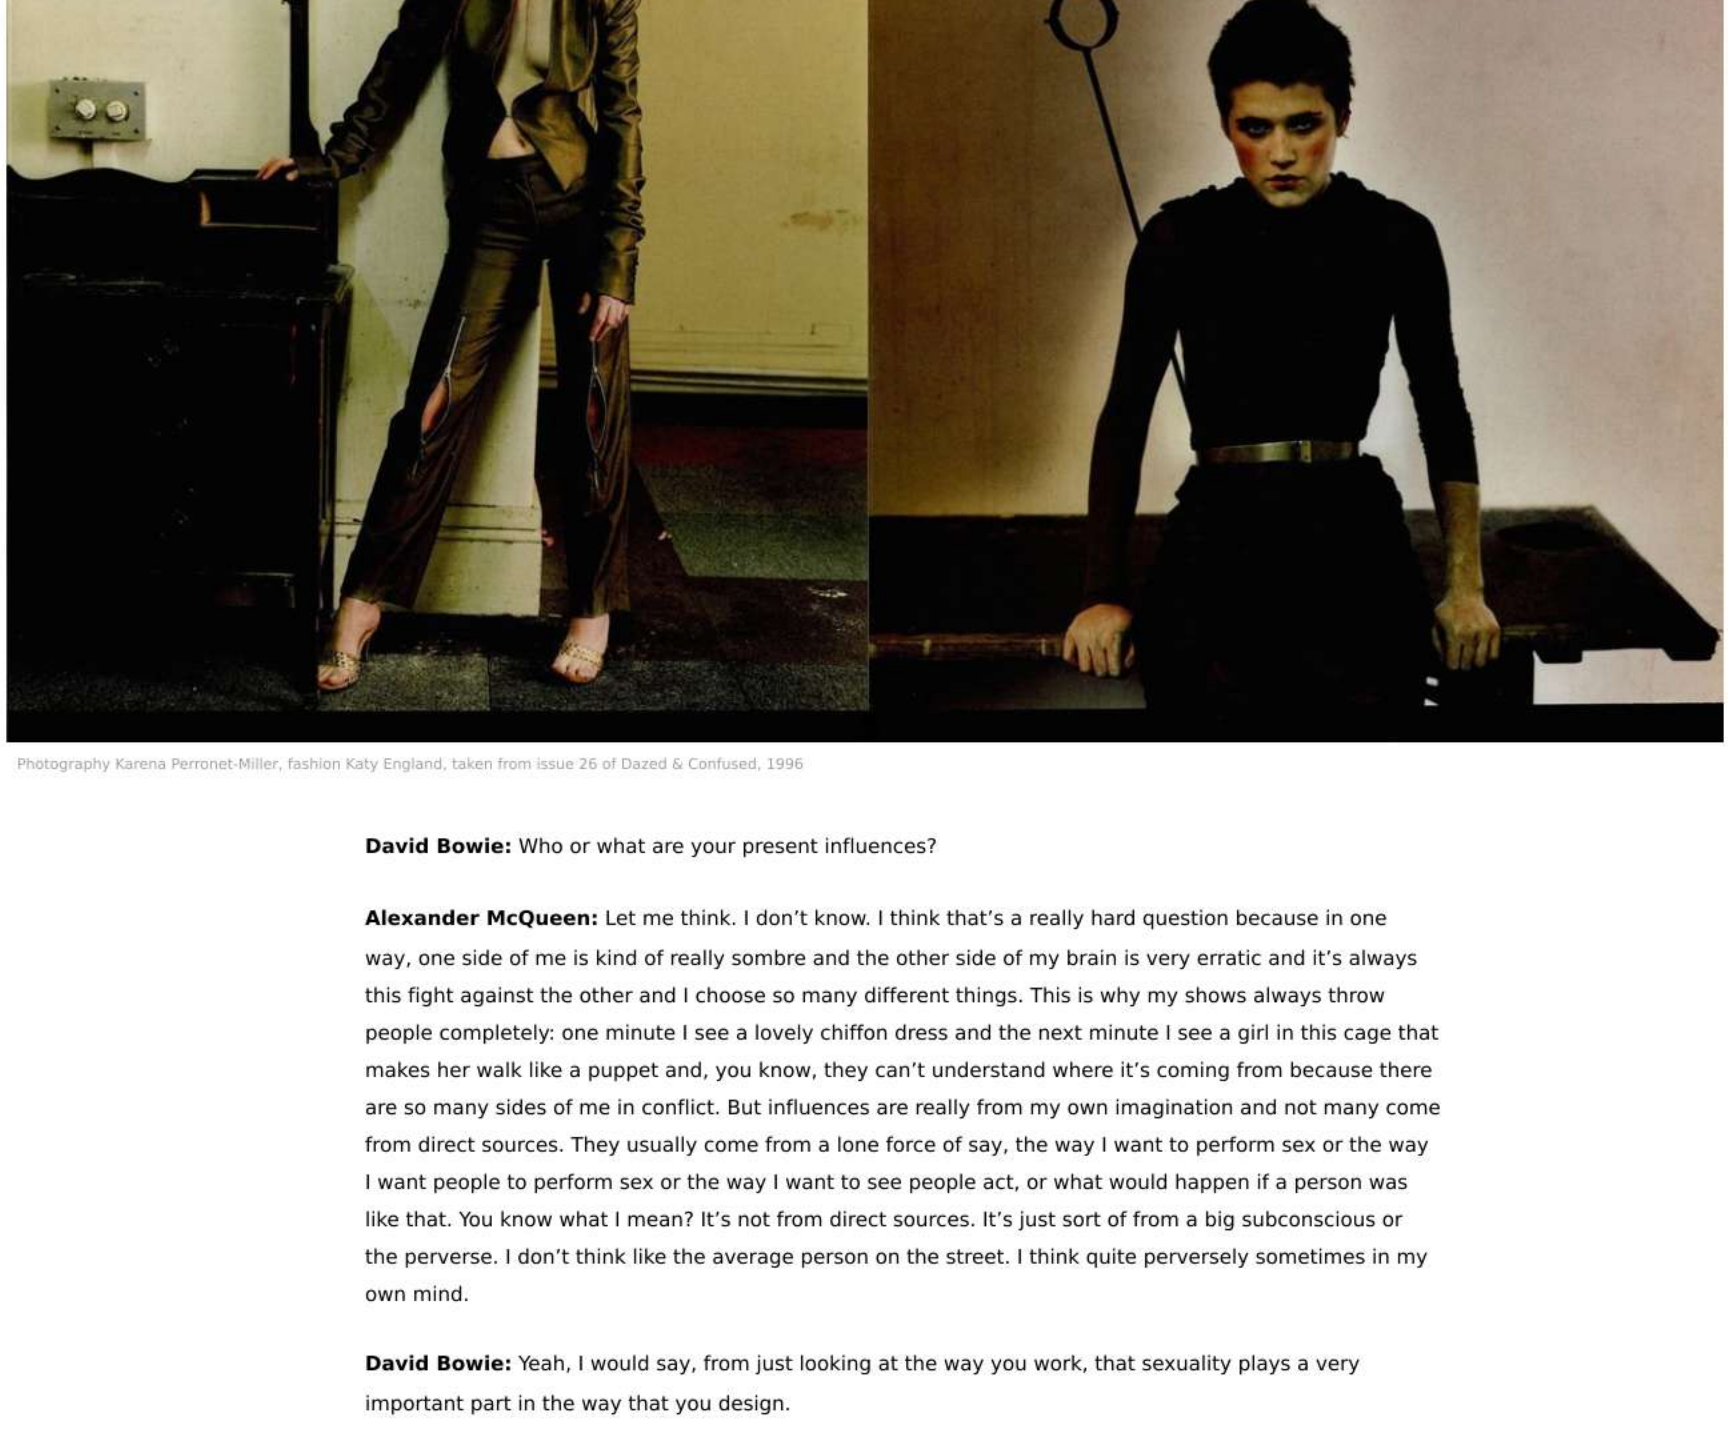 Photography Karena Perronet-Miller, fashion Katy England, taken from issue 26 of Dazed & Confused, 1996
David Bowie: Who or what are your present influences?
Alexander McQueen: Let me think. I don’t know. I think that’s a really hard question because in one
way, one side of me is kind of really sombre and the other side of my brain is very erratic and it’s always
this fight against the other and I choose so many different things. This is why my shows always throw
people completely: one minute I see a lovely chiffon dress and the next minute I see a girl in this cage that
makes her walk like a puppet and, you know, they can’t understand where it’s coming from because there
are so many sides of me in conflict. But influences are really from my own imagination and not many come
from direct sources. They usually come from a lone force of say, the way I want to perform sex or the way
I want people to perform sex or the way I want to see people act, or what would happen if a person was
like that. You know what I mean? It’s not from direct sources. It’s just sort of from a big subconscious or
the perverse. I don’t think like the average person on the street. I think quite perversely sometimes in my
own mind.
David Bowie: Yeah, I would say, from just looking at the way you work, that sexuality plays a very
important part in the way that you design.